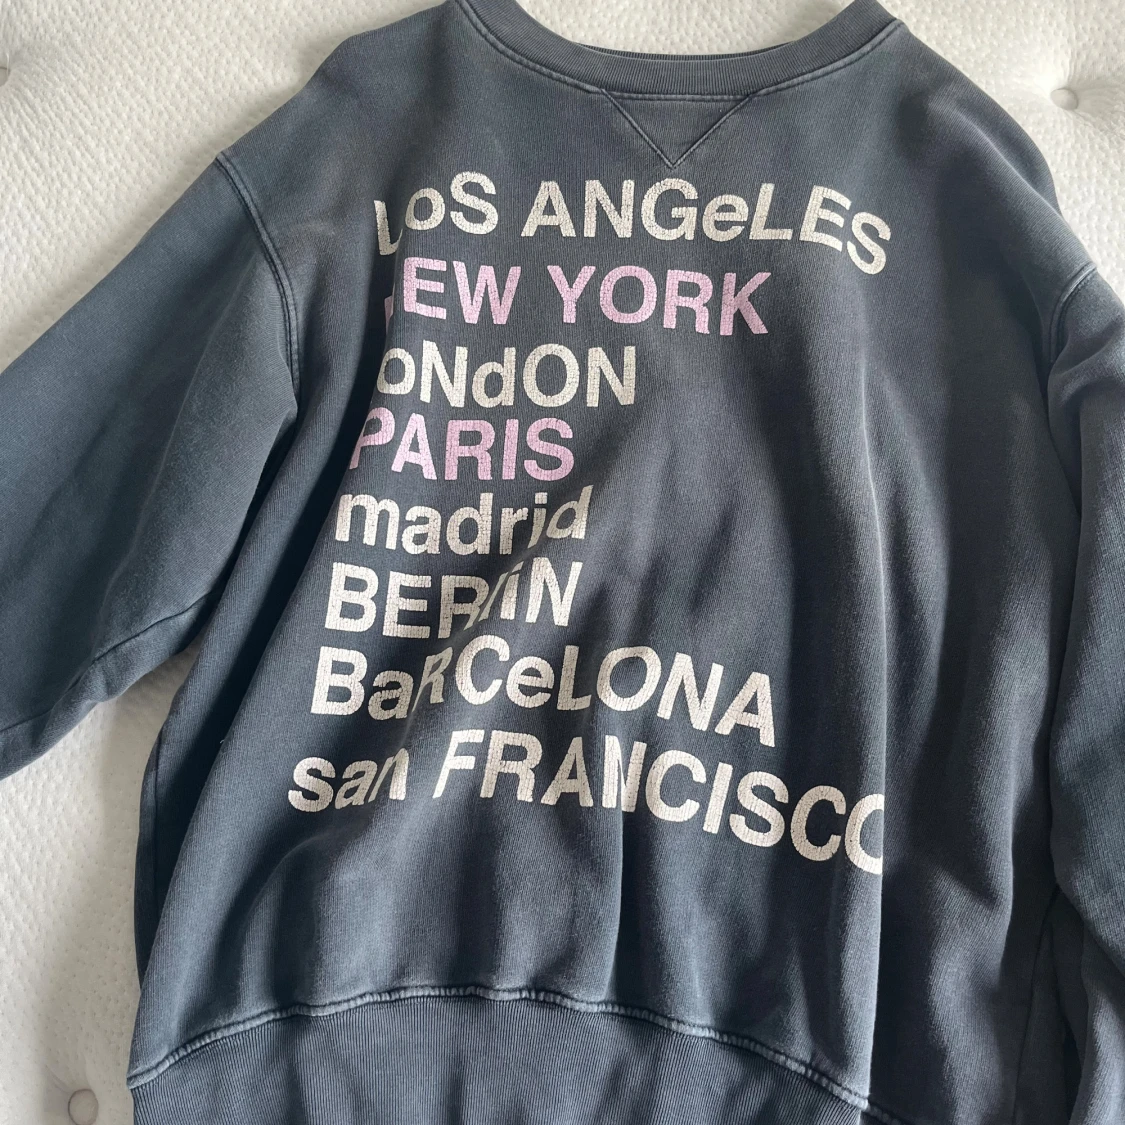 LoS ANGeLES
NEW YORK
LoNdON
PARIS
madrid
BERLiN
BaRCeLONA
san FRANCISCO